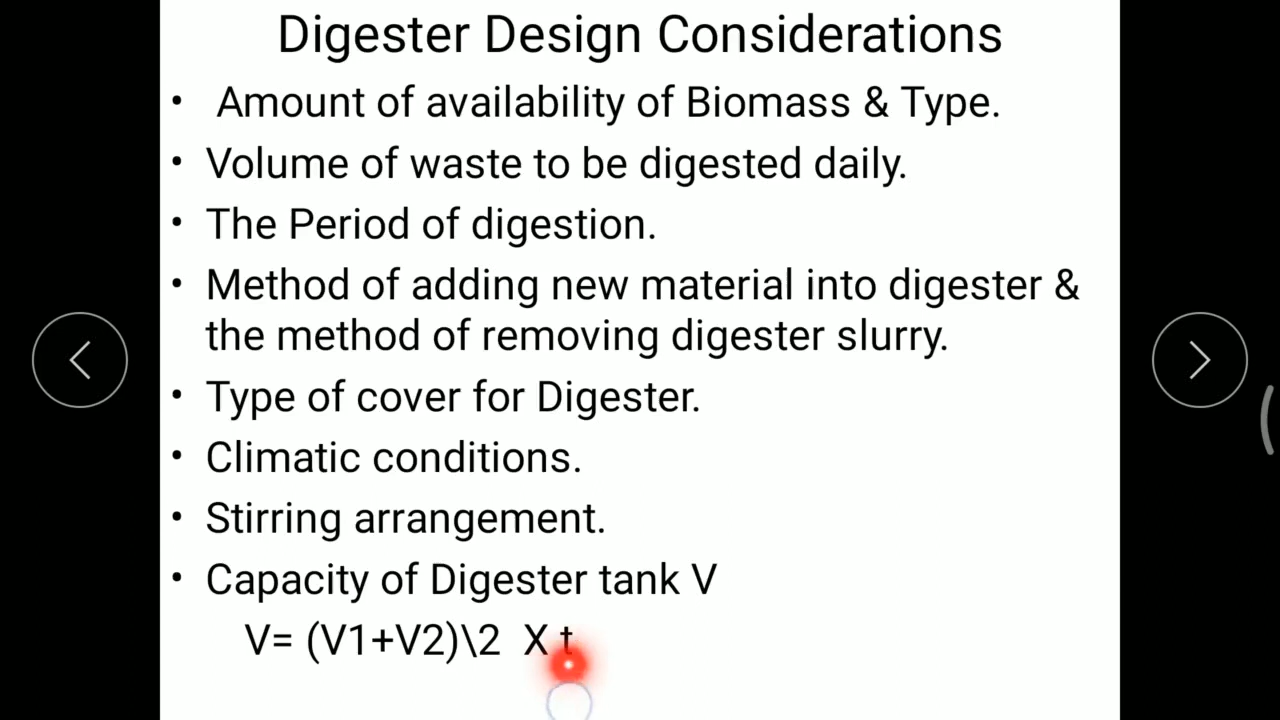 Digester Design Considerations
• Amount of availability of Biomass & Type.
• Volume of waste to be digested daily.
• The Period of digestion.
• Method of adding new material into digester &
the method of removing digester slurry.
• Type of cover for Digester.
• Climatic conditions.
• Stirring arrangement.
• Capacity of Digester tank V
V= (V1+V2)\2 X t